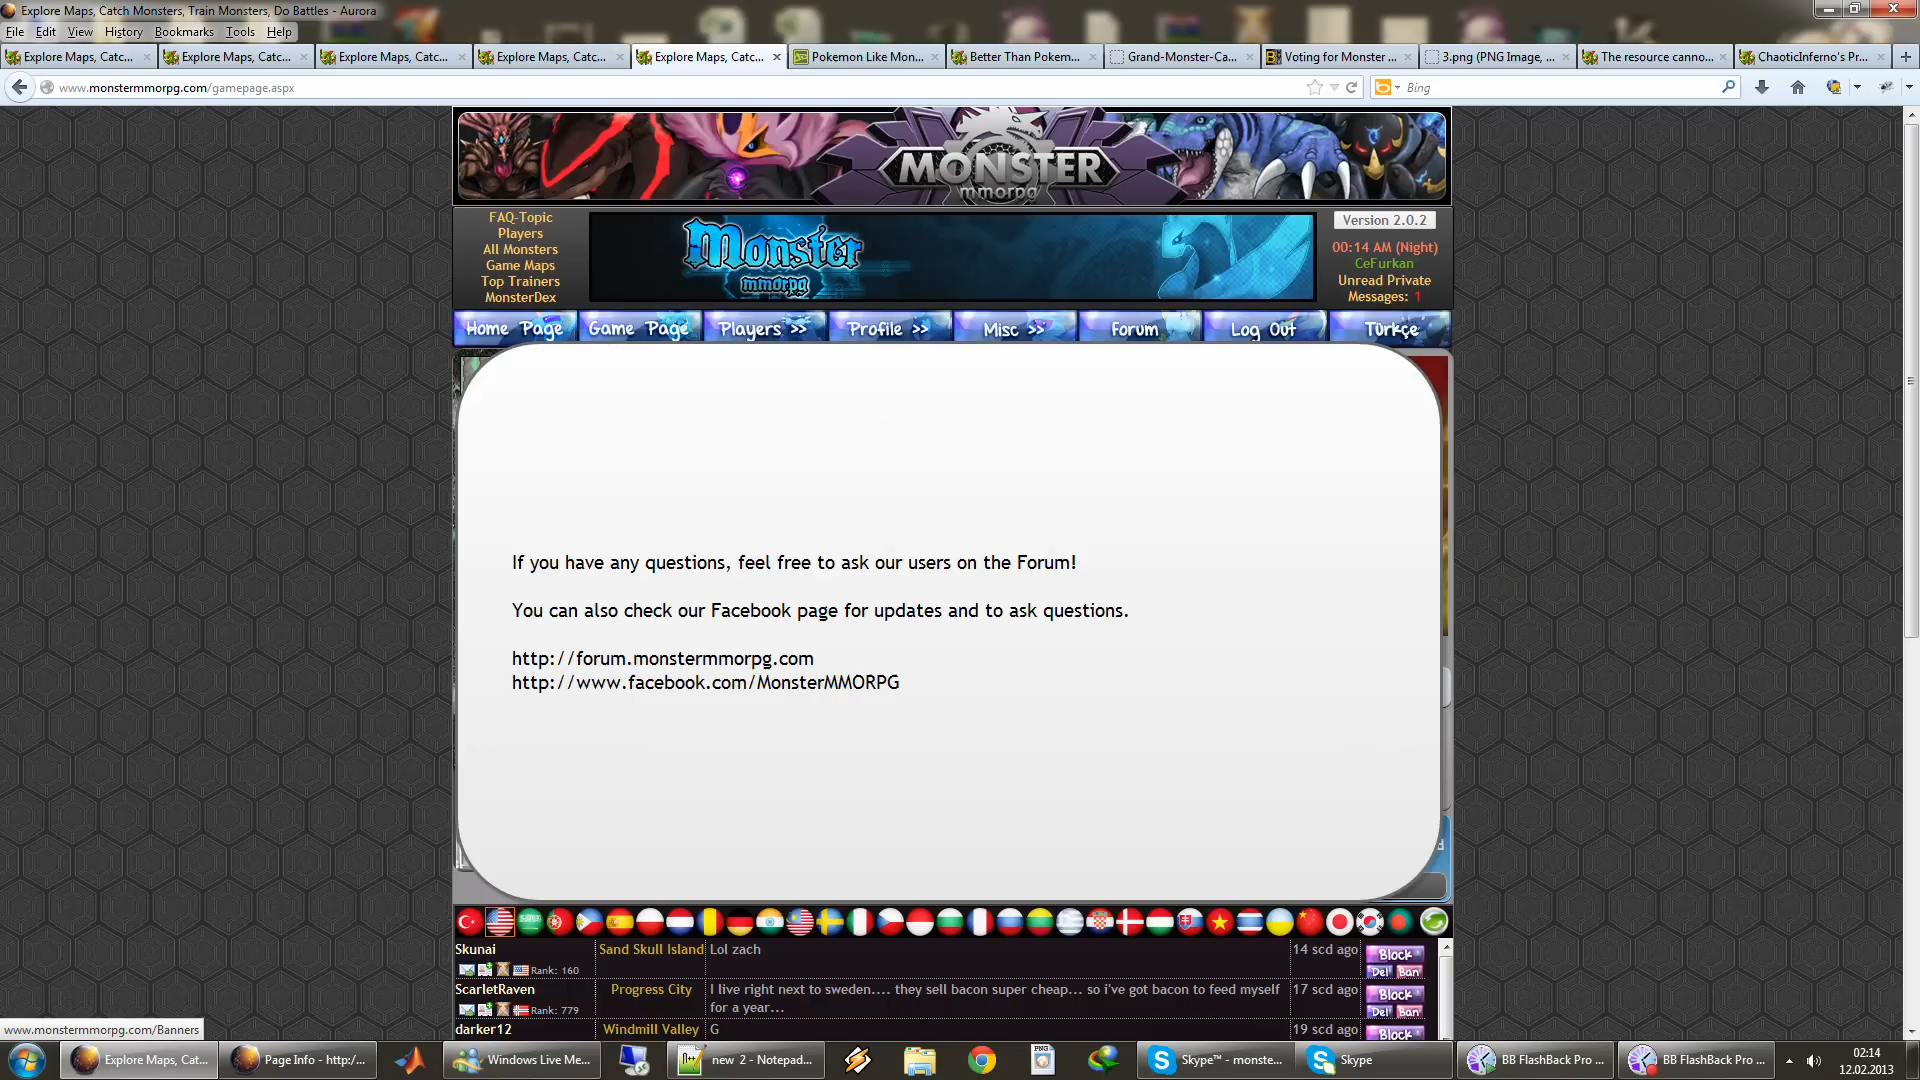 Explore Maps, Catch Monsters, Train Monsters, Do Battles - Aurora
File Edit View History Bookmarks Tools Help
Explore Maps, Catc... Explore Maps, Catc... Explore Maps, Catc... Explore Maps, Catc... Explore Maps, Catc... Pokemon Like Mon... Better Than Pokem... Grand-Monster-Ca... Voting for Monster ... 3.png (PNG Image, ... The resource canno... ChaoticInferno's Pr...
www.monstermmorpg.com/gamepage.aspx
Bing
MONSTER
mmorpg
FAQ-Topic
Players
All Monsters
Game Maps
Top Trainers
MonsterDex
Monster
mmorpg
Version 2.0.2
00:14 AM (Night)
CeFurkan
Unread Private
Messages: 1
Home Page Game Page Players >> Profile >> Misc >> Forum Log Out Türkçe
If you have any questions, feel free to ask our users on the Forum!
You can also check our Facebook page for updates and to ask questions.
http://forum.monstermmorpg.com
http://www.facebook.com/MonsterMMORPG
Skunai Sand Skull Island Lol zach 14 scd ago Block
Rank: 160 Del Ban
ScarletRaven Progress City I live right next to sweden.... they sell bacon super cheap... so i've got bacon to feed myself 17 scd ago Block
Rank: 779 for a year... Del Ban
darker12 Windmill Valley G 19 scd ago Block
www.monstermmorpg.com/Banners
Explore Maps, Cat... Page Info - http:/... Windows Live Me... new 2 - Notepad... Skype™ - monste... Skype BB FlashBack Pro ... BB FlashBack Pro ... 02:14
12.02.2013